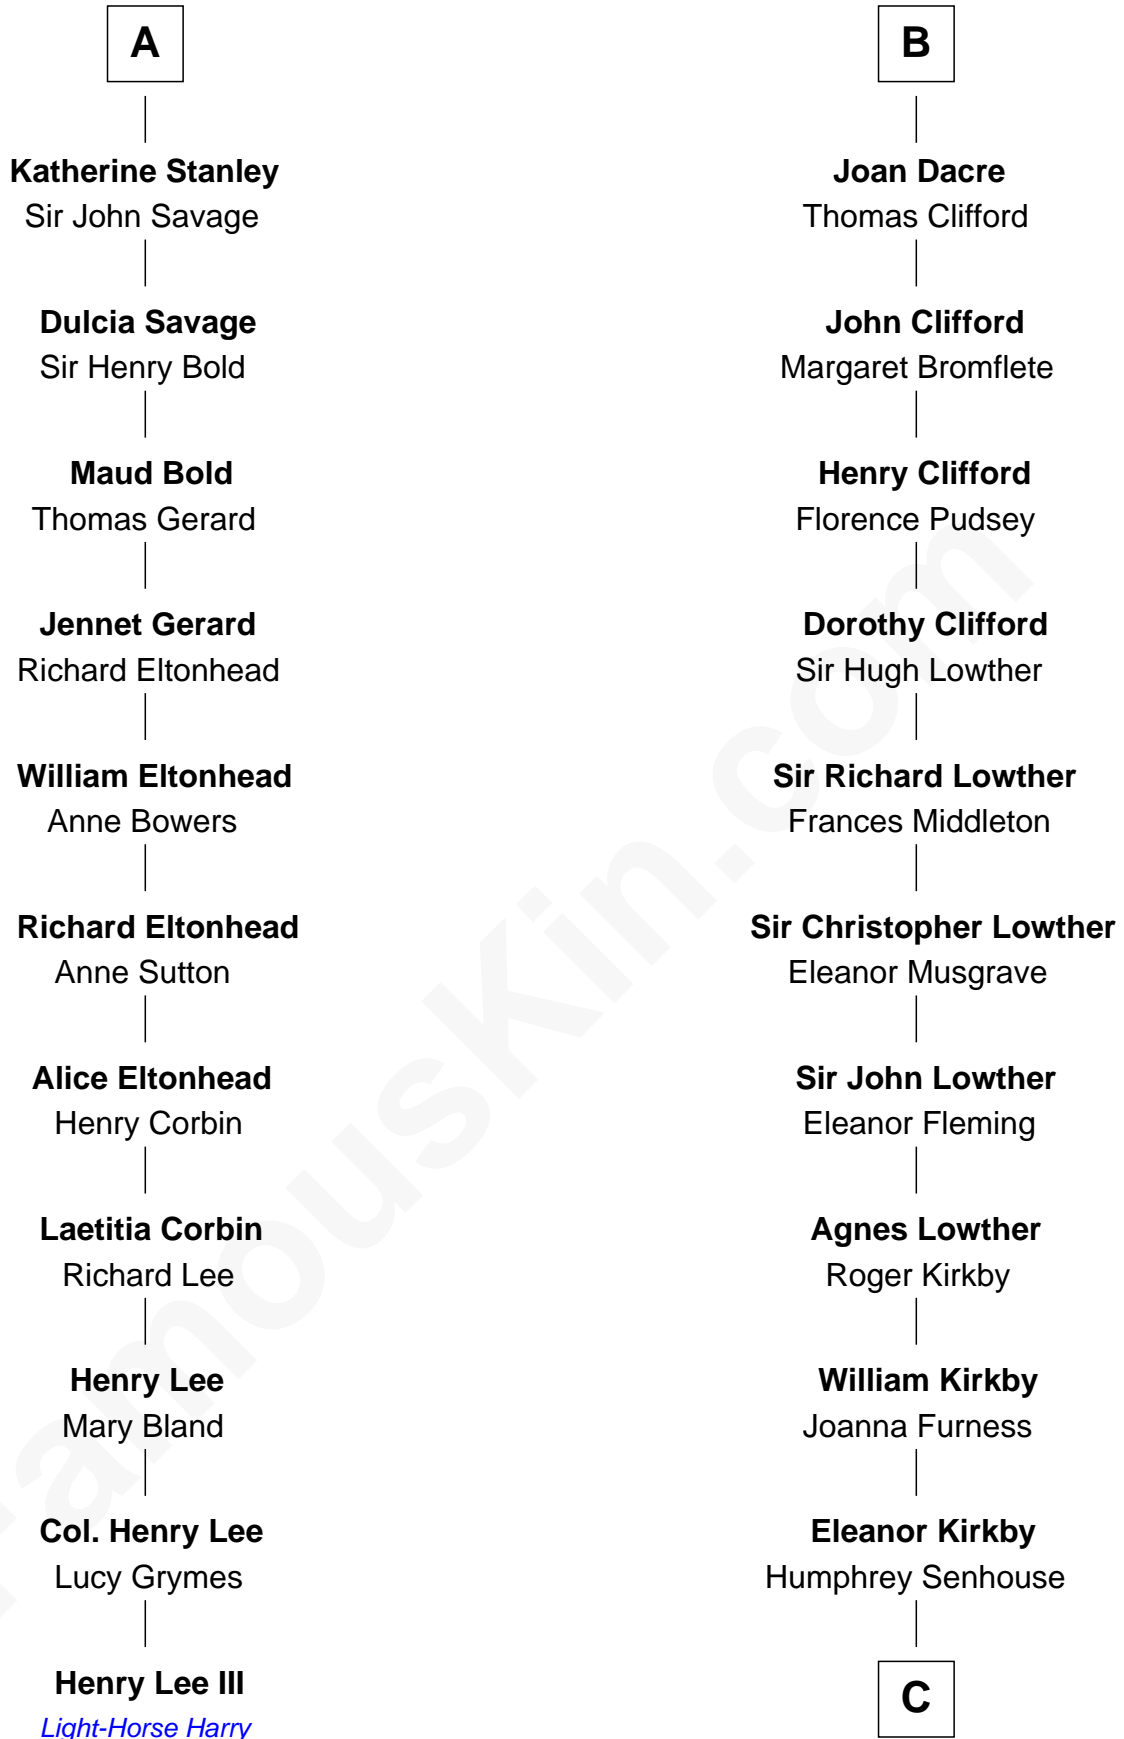 A
Katherine Stanley
Sir John Savage
Dulcia Savage
Sir Henry Bold
Maud Bold
Thomas Gerard
Jennet Gerard
Richard Eltonhead
William Eltonhead
Anne Bowers
Richard Eltonhead
Anne Sutton
Alice Eltonhead
Henry Corbin
Laetitia Corbin
Richard Lee
Henry Lee
Mary Bland
Col. Henry Lee
Lucy Grymes
Henry Lee III
Light-Horse Harry
B
Joan Dacre
Thomas Clifford
John Clifford
Margaret Bromflete
Henry Clifford
Florence Pudsey
Dorothy Clifford
Sir Hugh Lowther
Sir Richard Lowther
Frances Middleton
Sir Christopher Lowther
Eleanor Musgrave
Sir John Lowther
Eleanor Fleming
Agnes Lowther
Roger Kirkby
William Kirkby
Joanna Furness
Eleanor Kirkby
Humphrey Senhouse
C
FamousKin.com